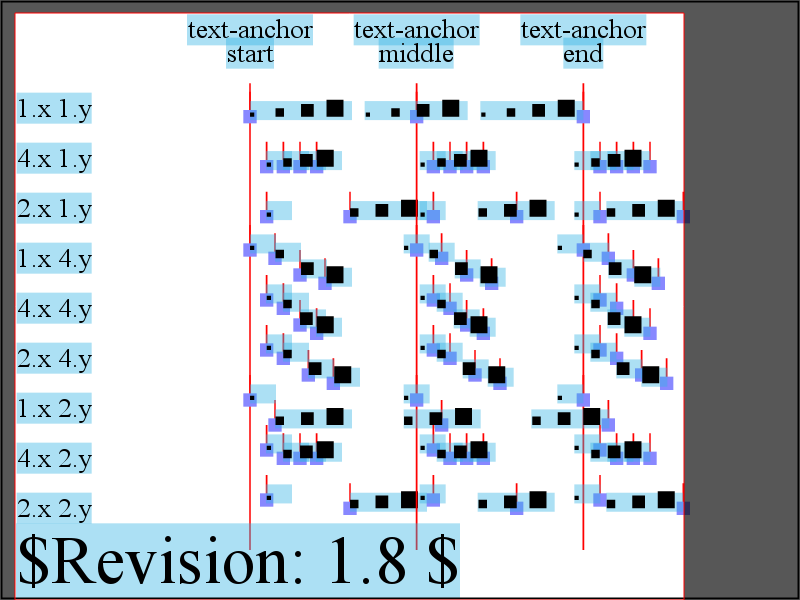 text-anchor text-anchor text-anchor
start middle end
1.x 1.y
4.x 1.y
2.x 1.y
1.x 4.y
4.x 4.y
2.x 4.y
1.x 2.y
4.x 2.y
2.x 2.y
$Revision: 1.8 $